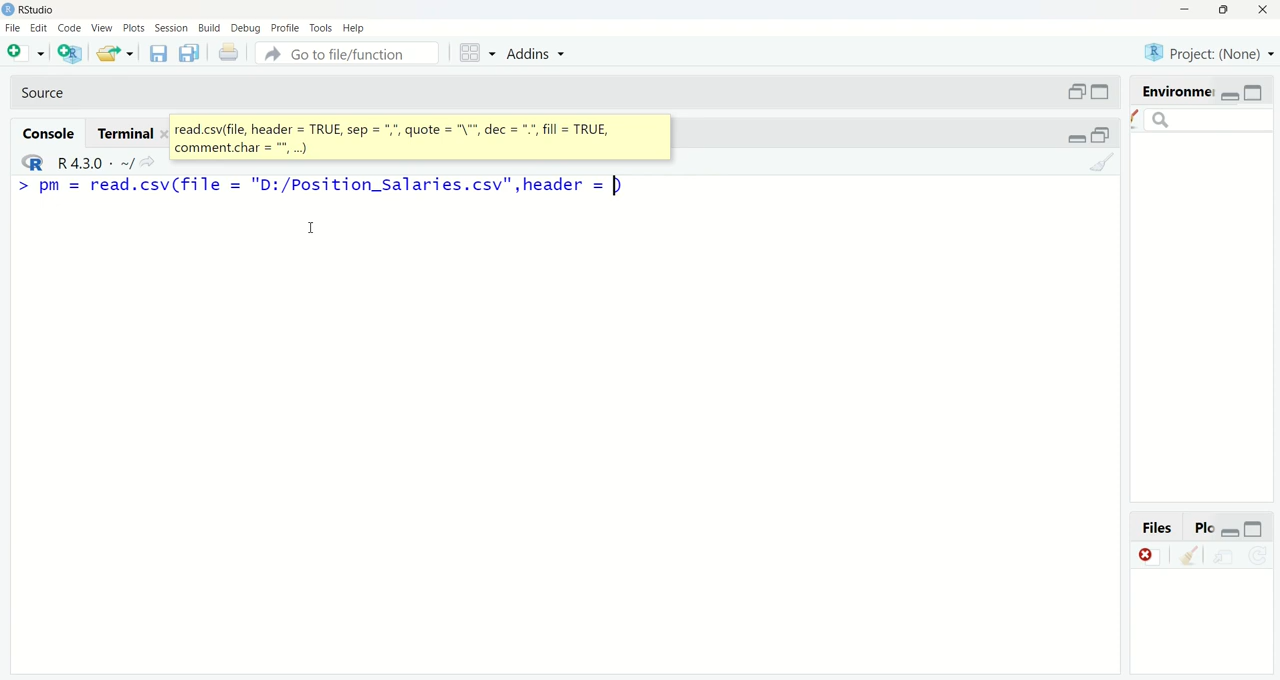 RStudio
File Edit Code View Plots Session Build Debug Profile Tools Help
Go to file/function Addins Project: (None)
Source
Environme
Console Terminal
read.csv(file, header = TRUE, sep = ",", quote = "\"", dec = ".", fill = TRUE,
comment.char = "", ...)
R 4.3.0 · ~/
> pm = read.csv(file = "D:/Position_Salaries.csv",header = )
Files Plo